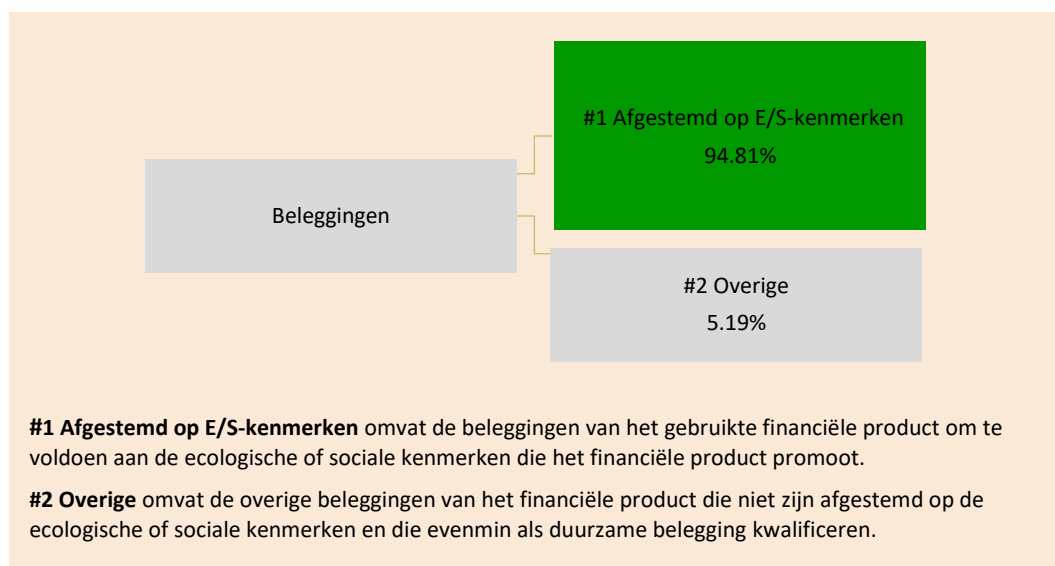 #1 Afgestemd op E/S-kenmerken
94.81%
Beleggingen
#2 Overige
5.19%
#1 Afgestemd op E/S-kenmerken omvat de beleggingen van het gebruikte financiële product om te
voldoen aan de ecologische of sociale kenmerken die het financiële product promoot.
#2 Overige omvat de overige beleggingen van het financiële product die niet zijn afgestemd op de
ecologische of sociale kenmerken en die evenmin als duurzame belegging kwalificeren.